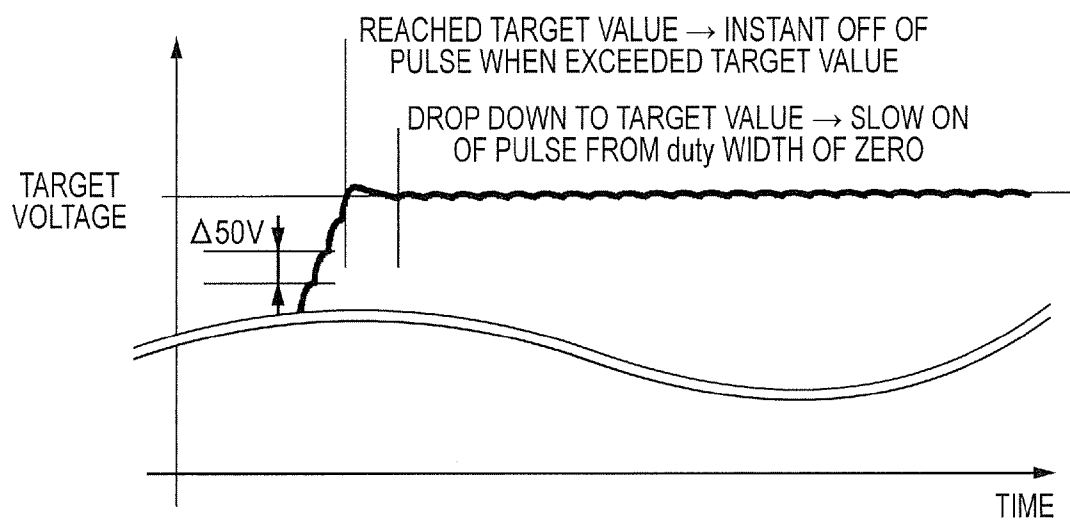 REACHED TARGET VALUE → INSTANT OFF OF
PULSE WHEN EXCEEDED TARGET VALUE
DROP DOWN TO TARGET VALUE → SLOW ON
OF PULSE FROM duty WIDTH OF ZERO
TARGET
VOLTAGE
Δ50V
TIME